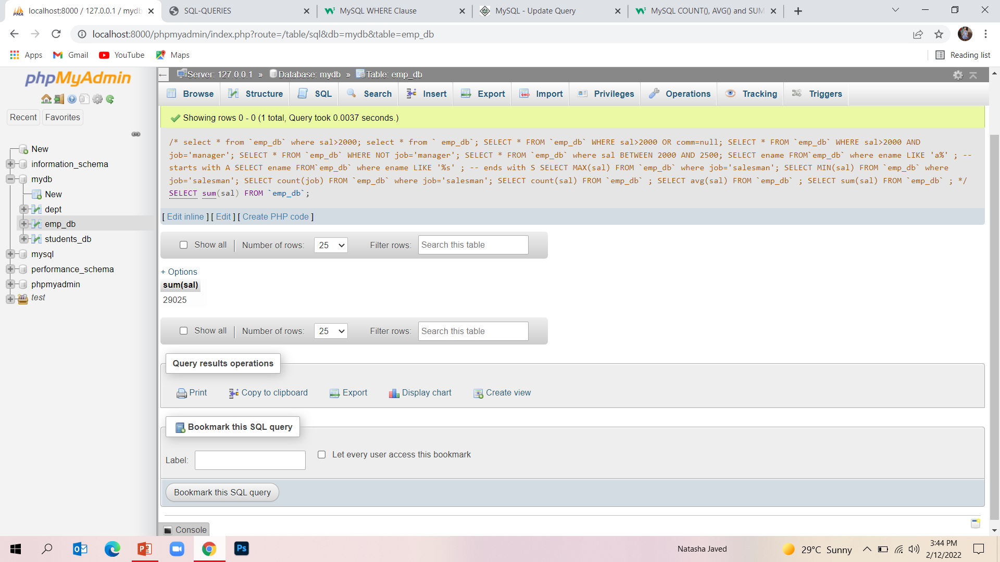 localhost:8000 / 127.0.0.1 / mydb
SQL-QUERIES
MySQL WHERE Clause
MySQL - Update Query
MySQL COUNT(), AVG() and SUM
localhost:8000/phpmyadmin/index.php?route=/table/sql&db=mydb&table=emp_db
Apps
Gmail
YouTube
Maps
Reading list
phpMyAdmin
Recent
Favorites
New
information_schema
mydb
New
dept
emp_db
students_db
mysql
performance_schema
phpmyadmin
test
Server: 127.0.0.1 » Database: mydb » Table: emp_db
Browse
Structure
SQL
Search
Insert
Export
Import
Privileges
Operations
Tracking
Triggers
Showing rows 0 - 0 (1 total, Query took 0.0037 seconds.)
/* select * from `emp_db` where sal>2000; select * from ` emp_db`; SELECT * FROM `emp_db` WHERE sal>2000 OR comm=null; SELECT * FROM `emp_db` WHERE sal>2000 AND
job='manager'; SELECT * FROM `emp_db` WHERE NOT job='manager'; SELECT * FROM `emp_db` where sal BETWEEN 2000 AND 2500; SELECT ename FROM`emp_db` where ename LIKE 'a%' ; --
starts with A SELECT ename FROM`emp_db` where ename LIKE '%s' ; -- ends with S SELECT MAX(sal) FROM `emp_db` where job='salesman'; SELECT MIN(sal) FROM `emp_db` where
job='salesman'; SELECT count(job) FROM `emp_db` where job='salesman'; SELECT count(sal) FROM `emp_db` ; SELECT avg(sal) FROM `emp_db` ; SELECT sum(sal) FROM `emp_db` ; */
SELECT sum(sal) FROM `emp_db`;
[ Edit inline ] [ Edit ] [ Create PHP code ]
Show all
Number of rows:
25
Filter rows:
Search this table
+ Options
sum(sal)
29025
Show all
Number of rows:
25
Filter rows:
Search this table
Query results operations
Print
Copy to clipboard
Export
Display chart
Create view
Bookmark this SQL query
Label:
Let every user access this bookmark
Bookmark this SQL query
Console
Natasha Javed
29°C Sunny
3:44 PM
2/12/2022